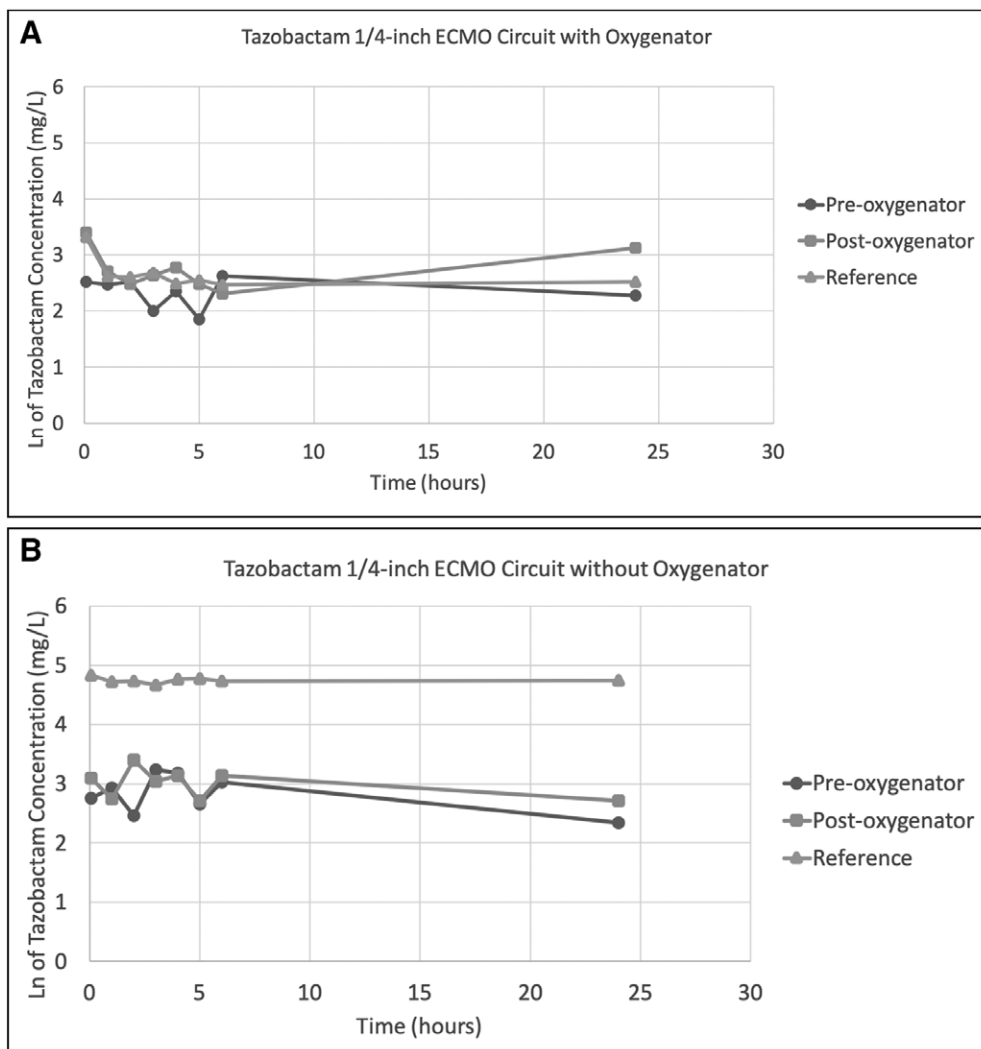 A
Tazobactam 1/4-inch ECMO Circuit with Oxygenator
Ln of Tazobactam Concentration (mg/L)
6
5
4
3
2
1
0
0 5 10 15 20 25 30
Time (hours)
Pre-oxygenator
Post-oxygenator
Reference
B
Tazobactam 1/4-inch ECMO Circuit without Oxygenator
Ln of Tazobactam Concentration (mg/L)
6
5
4
3
2
1
0
0 5 10 15 20 25 30
Time (hours)
Pre-oxygenator
Post-oxygenator
Reference